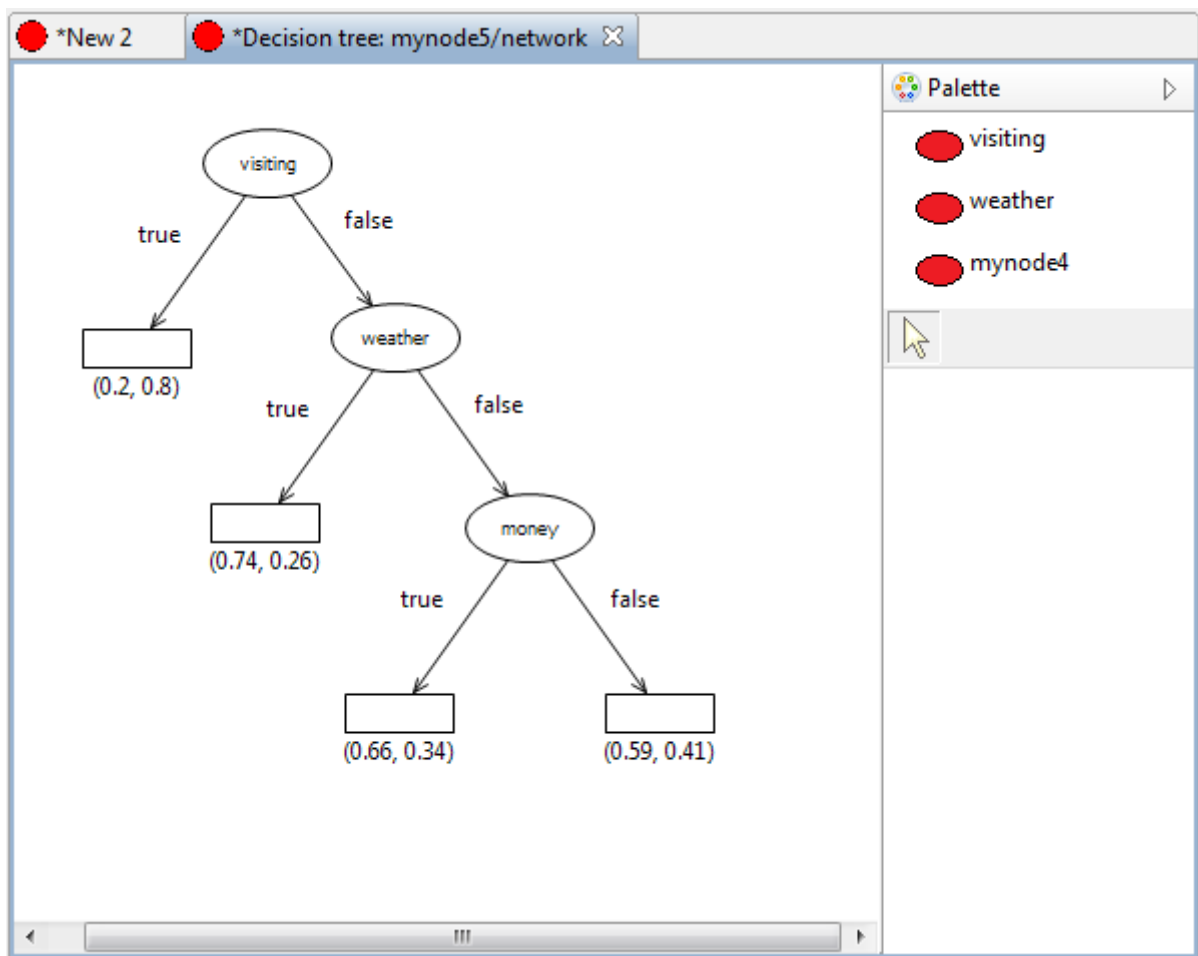 *New 2
*Decision tree: mynode5/network
Palette
visiting
weather
mynode4
visiting
true
false
(0.2, 0.8)
weather
true
false
(0.74, 0.26)
money
true
false
(0.66, 0.34)
(0.59, 0.41)